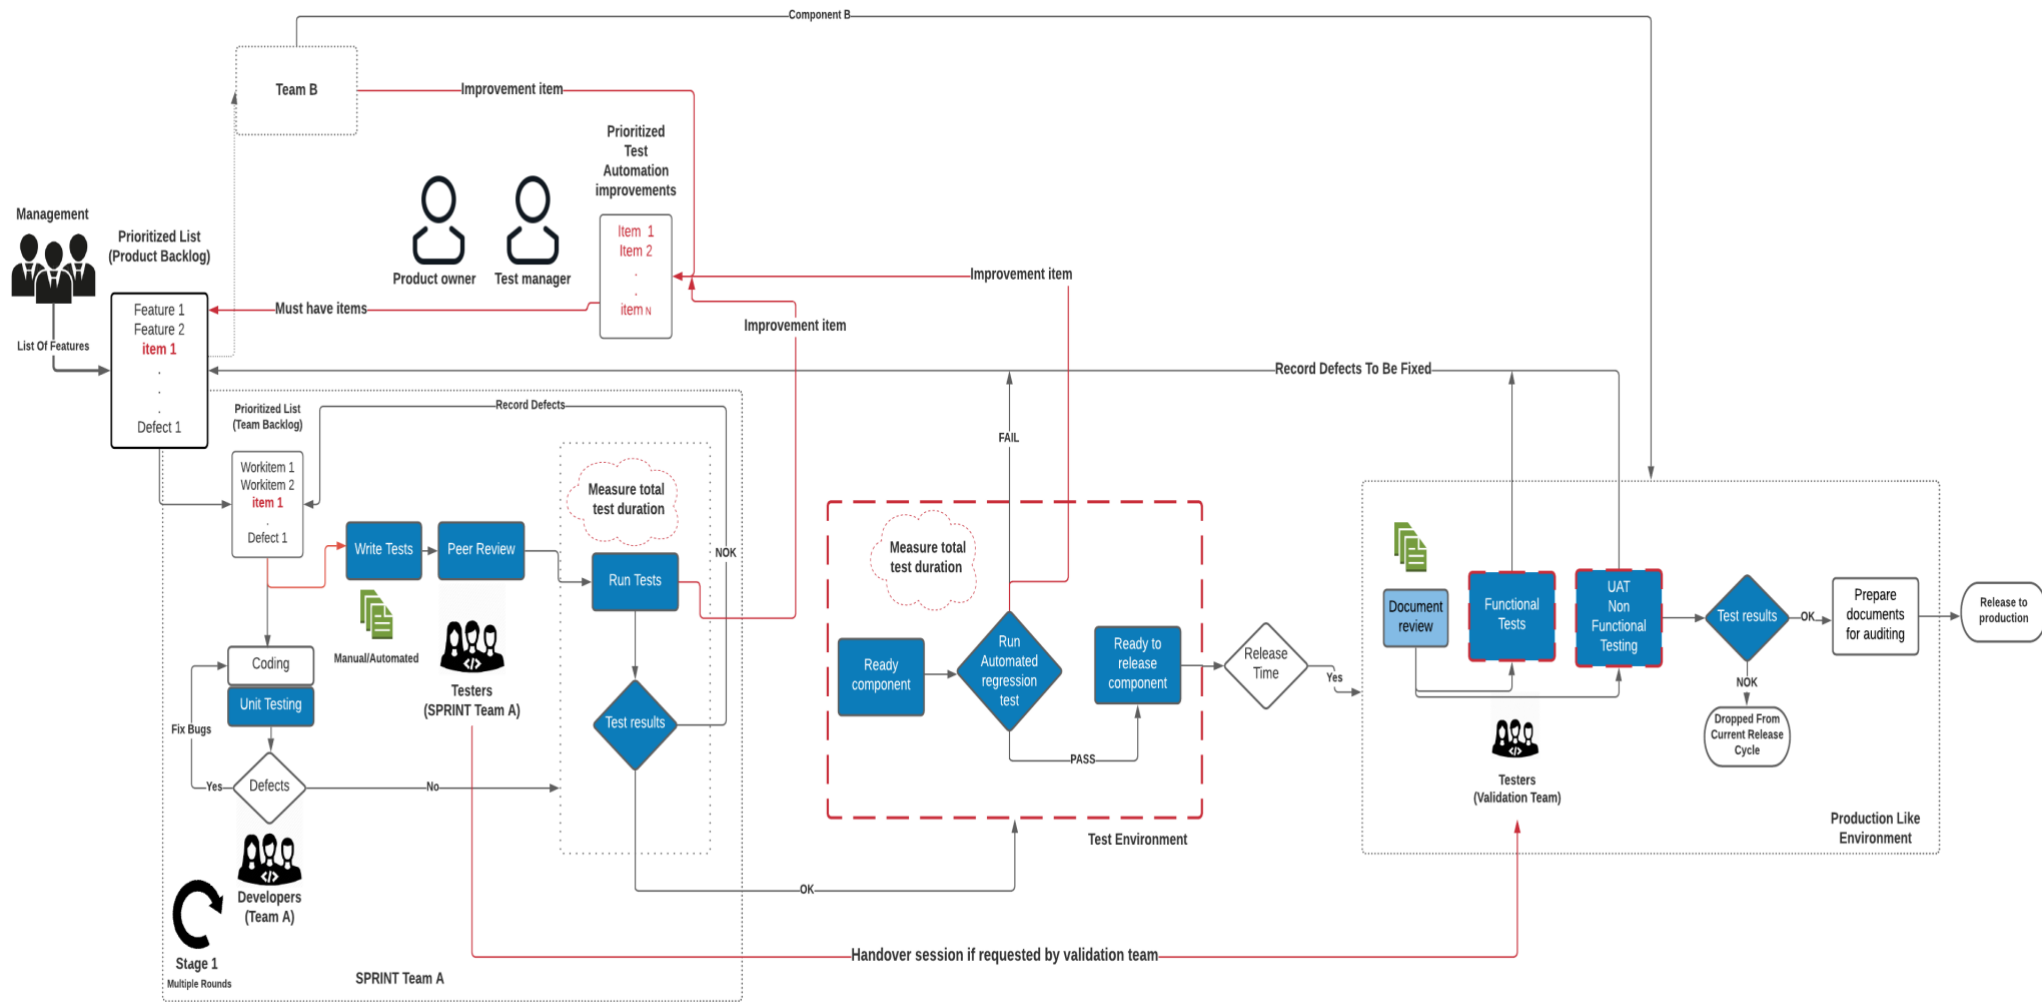 Component B
Team B
Improvement item
Prioritized
Test
Automation
improvements
Item 1
Item 2
.
.
item N
Product owner
Test manager
Management
Prioritized List
(Product Backlog)
List Of Features
Feature 1
Feature 2
item 1
.
.
.
Defect 1
Must have items
Improvement item
Improvement item
Record Defects To Be Fixed
Prioritized List
(Team Backlog)
Record Defects
Workitem 1
Workitem 2
item 1
.
Defect 1
Write Tests
Peer Review
Manual/Automated
Testers
(SPRINT Team A)
Measure total
test duration
Run Tests
NOK
Test results
Coding
Unit Testing
Fix Bugs
Yes
Defects
No
Developers
(Team A)
Stage 1
Multiple Rounds
SPRINT Team A
OK
FAIL
Measure total
test duration
Ready
component
Run
Automated
regression
test
Ready to
release
component
PASS
Test Environment
Release
Time
Yes
Document
review
Functional
Tests
UAT
Non
Functional
Testing
Test results
OK
Prepare
documents
for auditing
Release to
production
NOK
Dropped From
Current Release
Cycle
Testers
(Validation Team)
Production Like
Environment
Handover session if requested by validation team